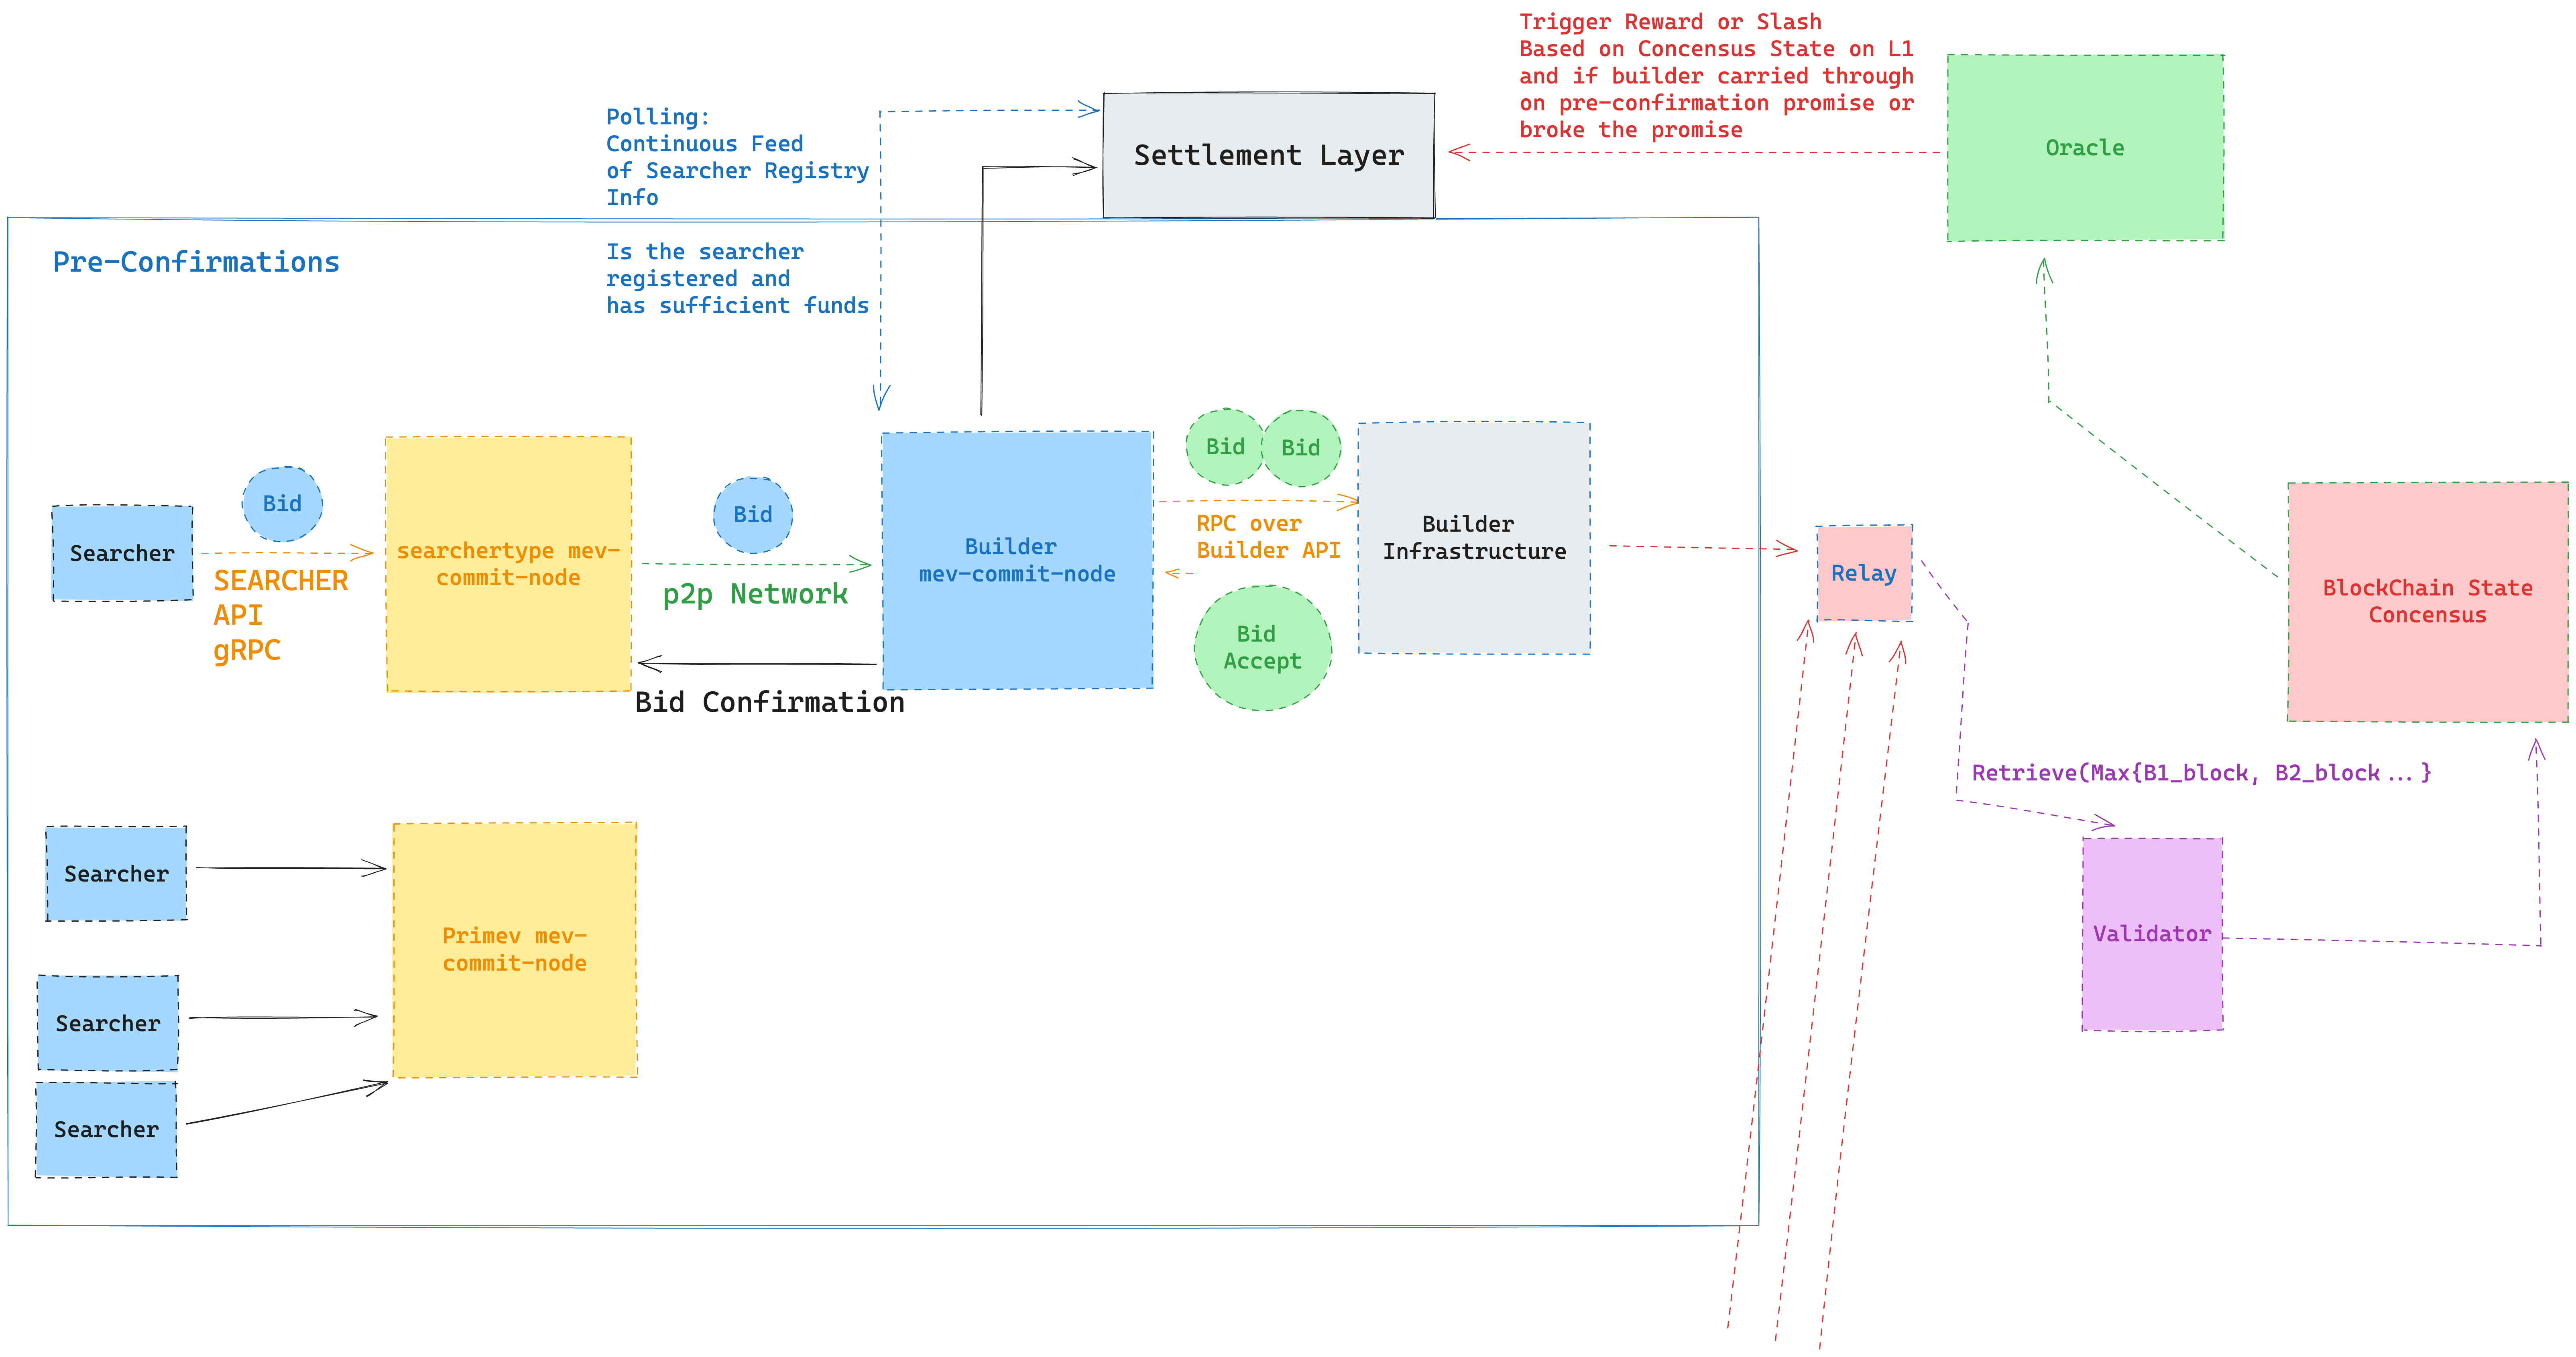 Trigger Reward or Slash
Based on Concensus State on L1
and if builder carried through
on pre-confirmation promise or
broke the promise
Oracle
Polling:
Continuous Feed
of Searcher Registry
Info
Settlement Layer
Is the searcher
registered and
has sufficient funds
Pre-Confirmations
Searcher
Bid
SEARCHER
API
gRPC
searchertype mev-
commit-node
Bid
p2p Network
Bid Confirmation
Builder
mev-commit-node
Bid
Bid
RPC over
Builder API
Bid
Accept
Builder
Infrastructure
Relay
BlockChain State
Concensus
Retrieve(Max{B1_block, B2_block...}
Validator
Searcher
Searcher
Searcher
Primev mev-
commit-node